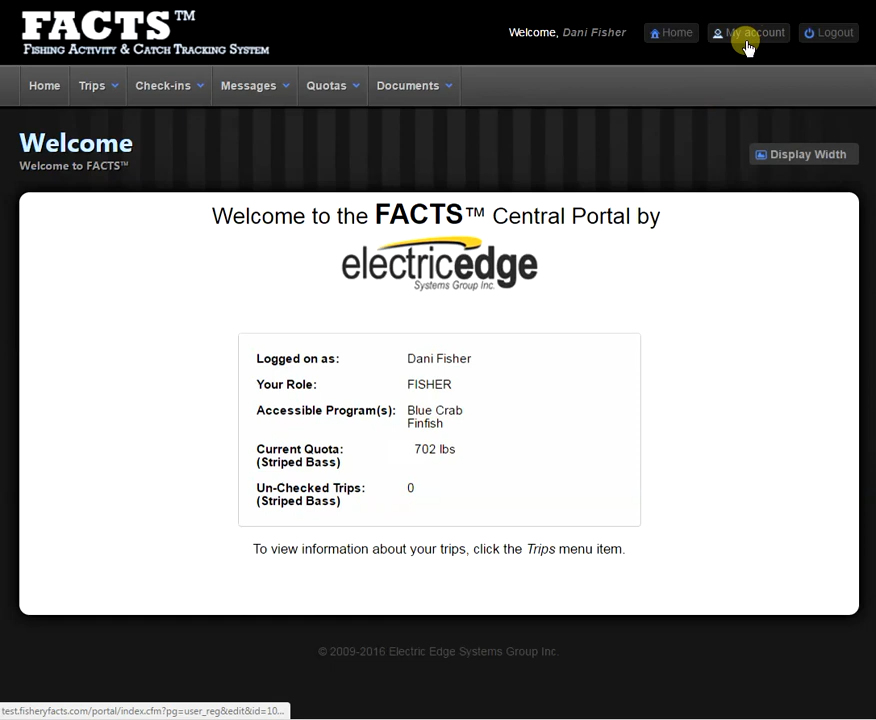 FACTS™
FISHING ACTIVITY & CATCH TRACKING SYSTEM
Welcome, Dani Fisher
Home
My account
Logout
Home
Trips
Check-ins
Messages
Quotas
Documents
Welcome
Welcome to FACTS™
Display Width
Welcome to the FACTS™ Central Portal by
electricedge
Systems Group Inc.
Logged on as: Dani Fisher
Your Role: FISHER
Accessible Program(s): Blue Crab
Finfish
Current Quota: 702 lbs
(Striped Bass)
Un-Checked Trips: 0
(Striped Bass)
To view information about your trips, click the Trips menu item.
© 2009-2016 Electric Edge Systems Group Inc.
test.fisheryfacts.com/portal/index.cfm?pg=user_reg&edit&id=10...